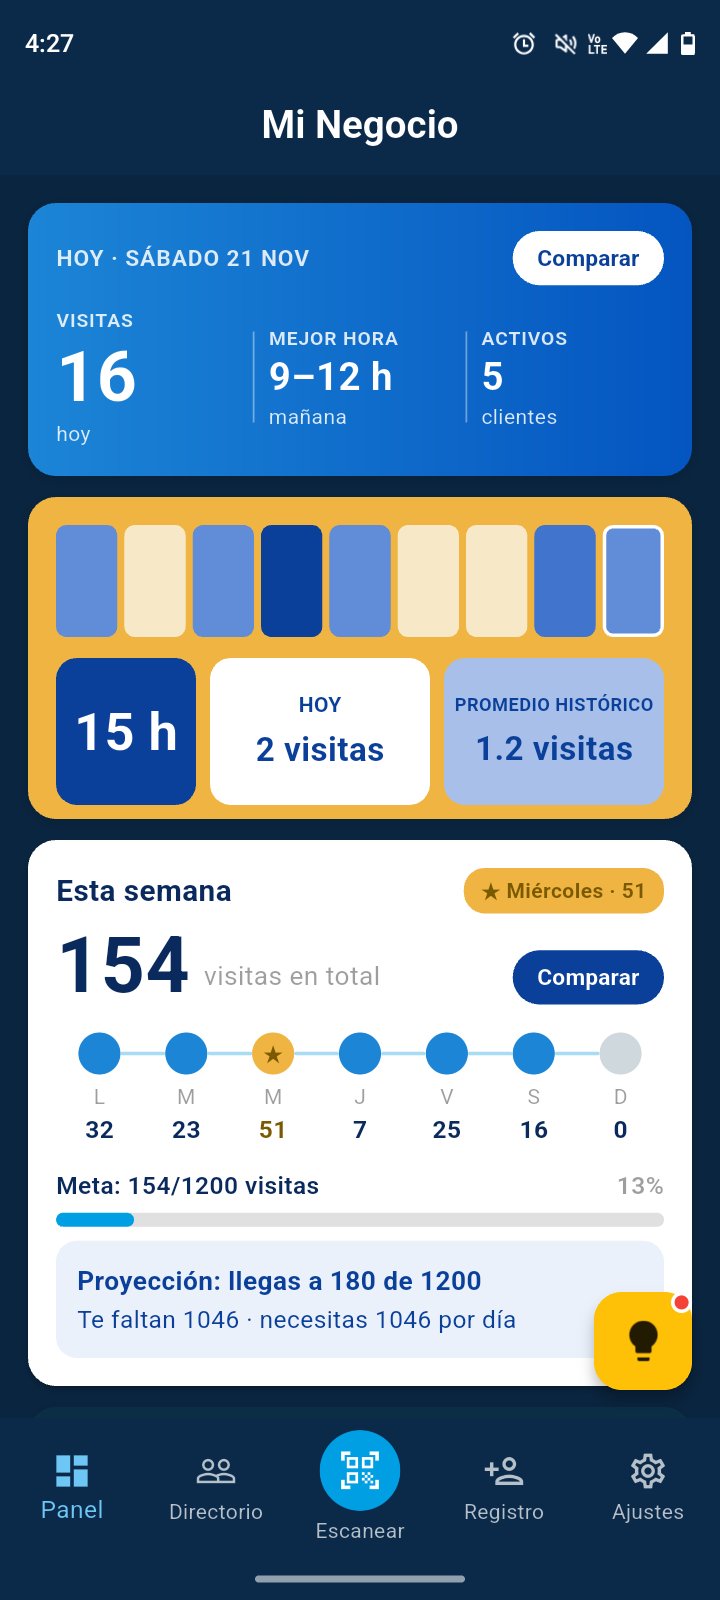 4:27
Vo
LTE
Mi Negocio
HOY · SÁBADO 21 NOV
Comparar
VISITAS
16
hoy
MEJOR HORA
9–12 h
mañana
ACTIVOS
5
clientes
15 h
HOY
2 visitas
PROMEDIO HISTÓRICO
1.2 visitas
Esta semana
★ Miércoles · 51
154 visitas en total
Comparar
L M M J V S D
32 23 51 7 25 16 0
Meta: 154/1200 visitas 13%
Proyección: llegas a 180 de 1200
Te faltan 1046 · necesitas 1046 por día
Panel
Directorio
Escanear
Registro
Ajustes